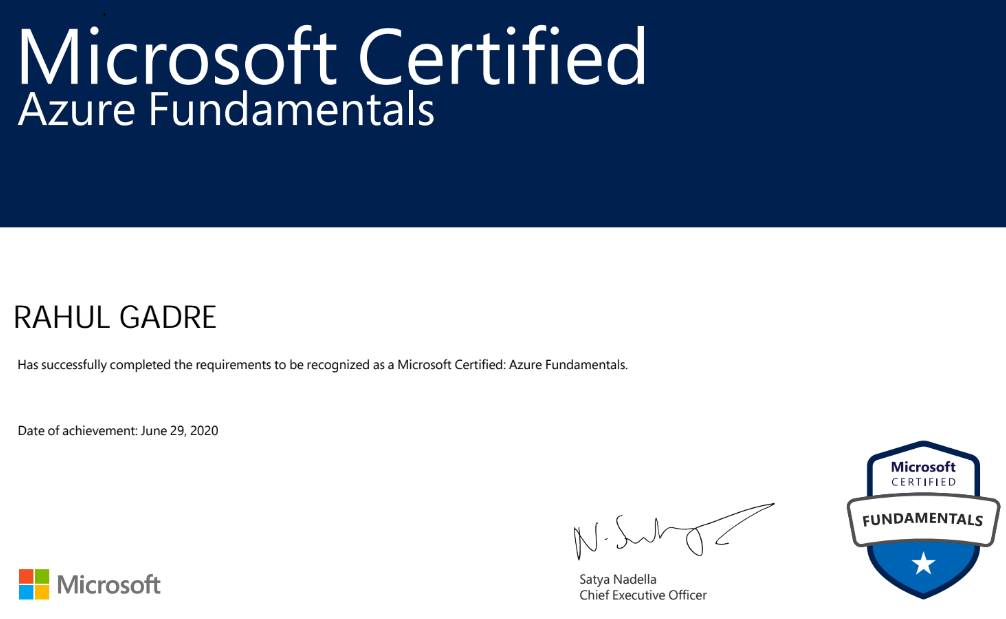 Microsoft Certified
Azure Fundamentals
RAHUL GADRE
Has successfully completed the requirements to be recognized as a Microsoft Certified: Azure Fundamentals.
Date of achievement: June 29, 2020
Microsoft
CERTIFIED
FUNDAMENTALS
Satya Nadella
Chief Executive Officer
Microsoft